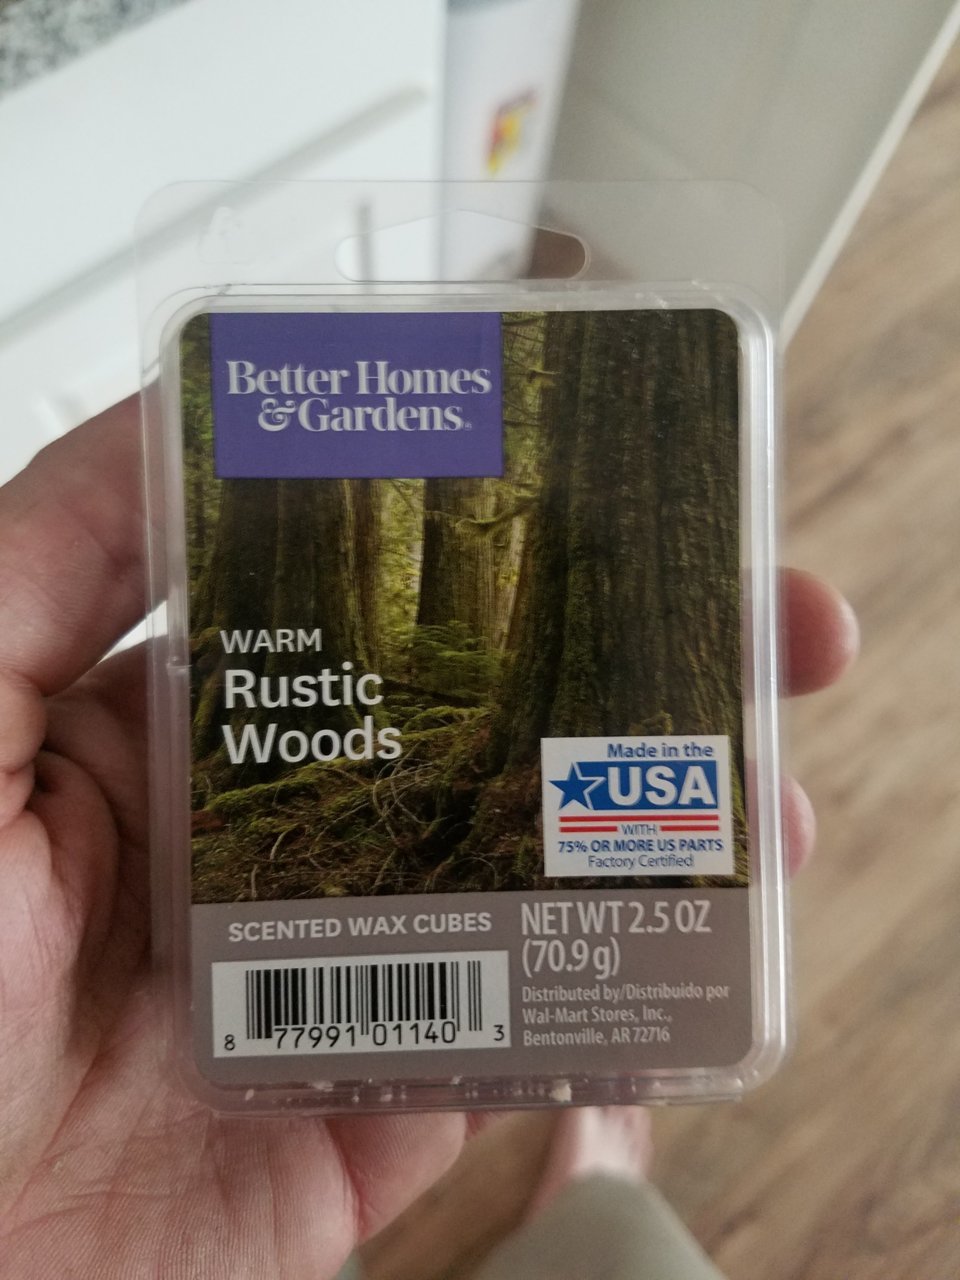 Better Homes
& Gardens®
WARM
Rustic
Woods
Made in the
USA
WITH
75% OR MORE US PARTS
Factory Certified
SCENTED WAX CUBES
NET WT 2.5 OZ
(70.9 g)
Distributed by/Distribuido por
Wal-Mart Stores, Inc.,
Bentonville, AR 72716
8 77991 01140 3